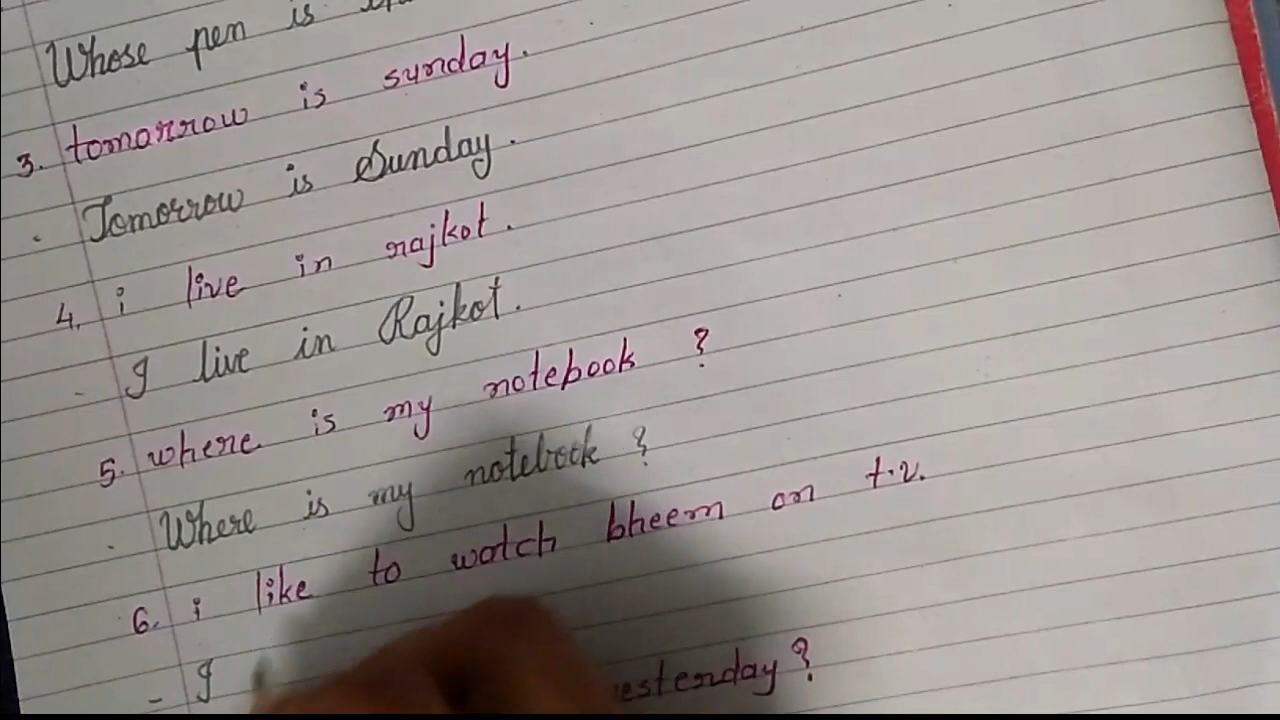 Whose pen is
3. tomorrow is sunday.
Tomorrow is Sunday.
4. i live in rajkot.
I live in Rajkot.
5. where is my notebook ?
Where is my notebook ?
6. i like to watch bheem on t.v.
- I
yesterday ?